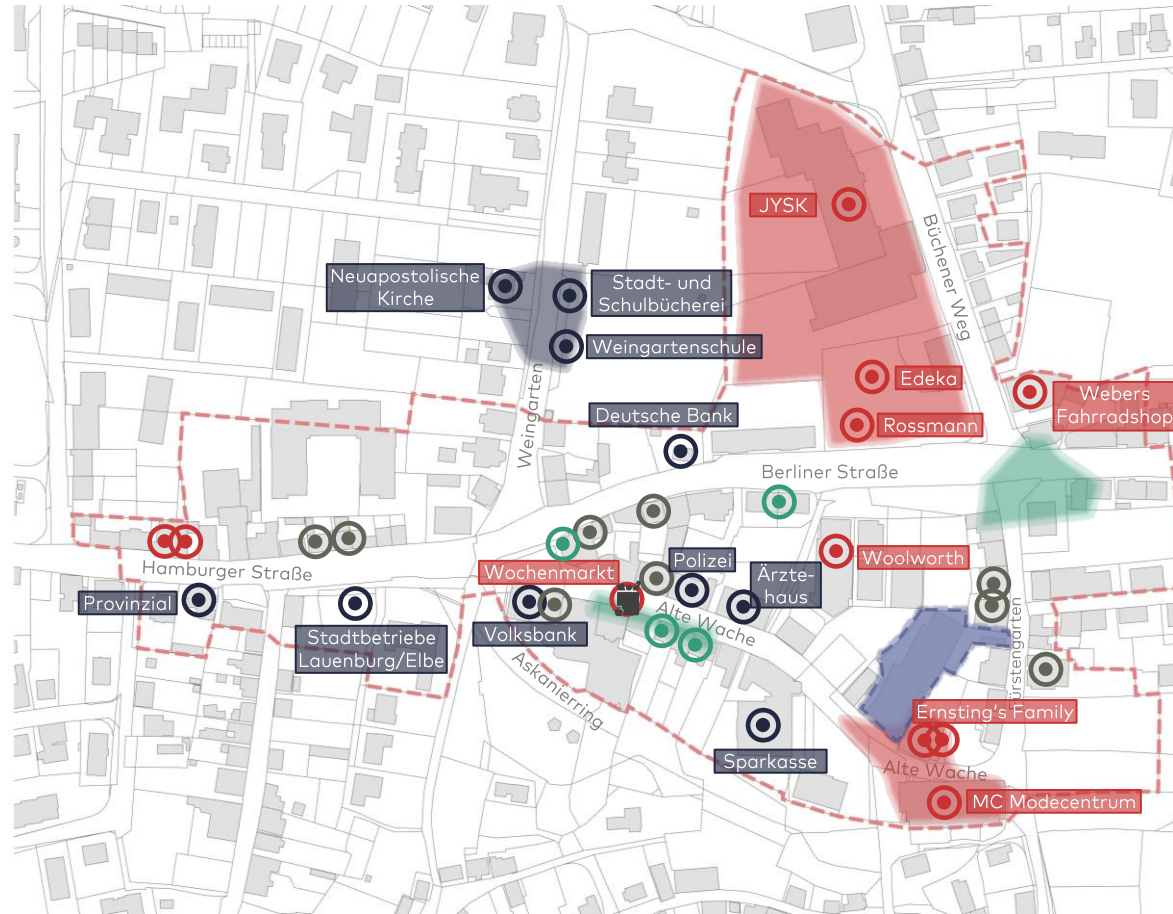 JYSK
Büchener Weg
Neuapostolische
Kirche
Stadt- und
Schulbücherei
Weingartenschule
Weingarten
Edeka
Webers
Fahrradshop
Deutsche Bank
Rossmann
Berliner Straße
Hamburger Straße
Wochenmarkt
Polizei
Woolworth
Ärzte-
haus
Provinzial
Stadtbetriebe
Lauenburg/Elbe
Volksbank
Alte Wache
Askanierring
Fürstengarten
Ernsting's Family
Sparkasse
Alte Wache
MC Modecentrum